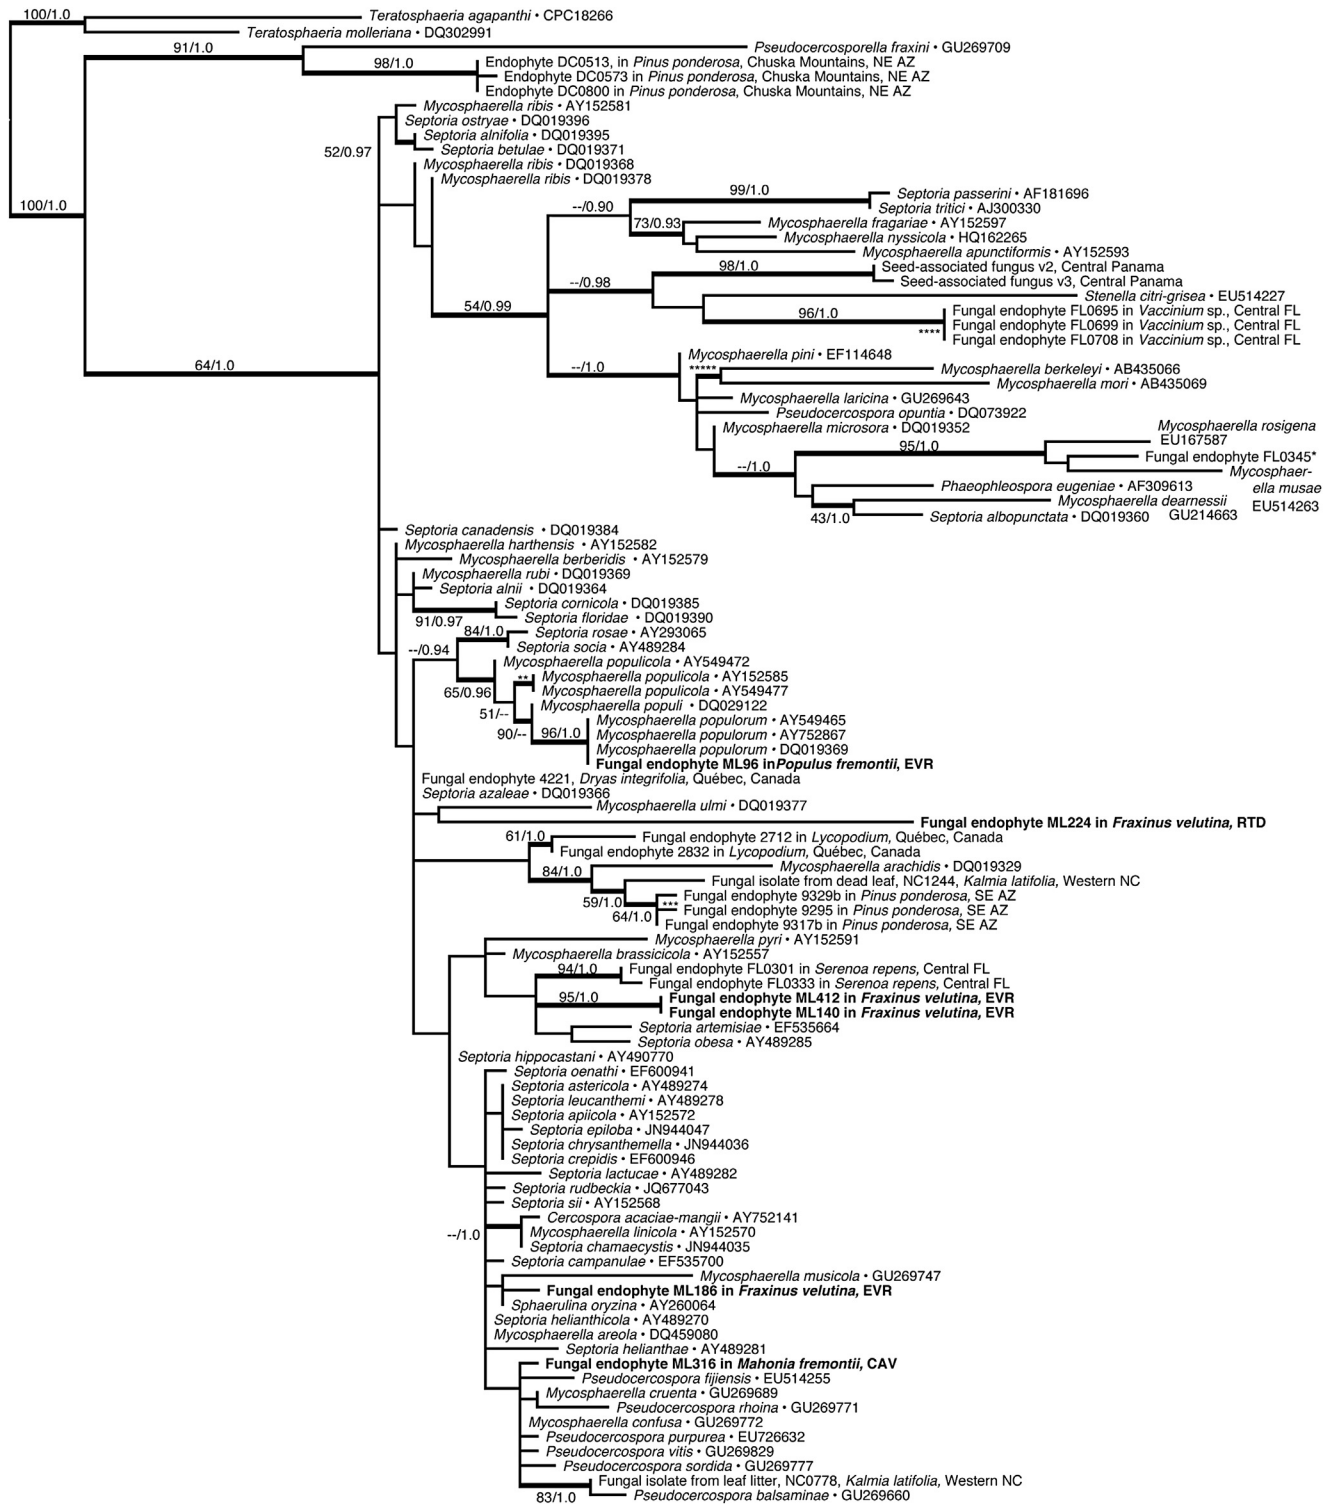 100/1.0
Teratosphaeria agapanthi • CPC18266
Teratosphaeria molleriana • DQ302991
91/1.0
Pseudocercosporella fraxini • GU269709
98/1.0
Endophyte DC0513, in Pinus ponderosa, Chuska Mountains, NE AZ
Endophyte DC0573 in Pinus ponderosa, Chuska Mountains, NE AZ
Endophyte DC0800 in Pinus ponderosa, Chuska Mountains, NE AZ
Mycosphaerella ribis • AY152581
Septoria ostryae • DQ019396
Septoria alnifolia • DQ019395
52/0.97
Septoria betulae • DQ019371
Mycosphaerella ribis • DQ019368
Mycosphaerella ribis • DQ019378
99/1.0
Septoria passerini • AF181696
100/1.0
--/0.90
Septoria tritici • AJ300330
73/0.93
Mycosphaerella fragariae • AY152597
Mycosphaerella nyssicola • HQ162265
Mycosphaerella apunctiformis • AY152593
98/1.0
Seed-associated fungus v2, Central Panama
--/0.98
Seed-associated fungus v3, Central Panama
Stenella citri-grisea • EU514227
54/0.99
96/1.0
Fungal endophyte FL0695 in Vaccinium sp., Central FL
Fungal endophyte FL0699 in Vaccinium sp., Central FL
****
Fungal endophyte FL0708 in Vaccinium sp., Central FL
Mycosphaerella pini • EF114648
64/1.0
--/1.0
*****
Mycosphaerella berkeleyi • AB435066
Mycosphaerella mori • AB435069
Mycosphaerella laricina • GU269643
Pseudocercospora opuntia • DQ073922
Mycosphaerella microsora • DQ019352
Mycosphaerella rosigena
EU167587
95/1.0
Fungal endophyte FL0345*
--/1.0
Mycosphaer-
ella musae
EU514263
Phaeophleospora eugeniae • AF309613
Mycosphaerella dearnessii
GU214663
43/1.0
Septoria albopunctata • DQ019360
Septoria canadensis • DQ019384
Mycosphaerella harthensis • AY152582
Mycosphaerella berberidis • AY152579
Mycosphaerella rubi • DQ019369
Septoria alnii • DQ019364
Septoria cornicola • DQ019385
91/0.97
Septoria floridae • DQ019390
84/1.0
Septoria rosae • AY293065
--/0.94
Septoria socia • AY489284
Mycosphaerella populicola • AY549472
**
Mycosphaerella populicola • AY152585
65/0.96
Mycosphaerella populicola • AY549477
51/--
Mycosphaerella populi • DQ029122
Mycosphaerella populorum • AY549465
90/--
96/1.0
Mycosphaerella populorum • AY752867
Mycosphaerella populorum • DQ019369
Fungal endophyte ML96 inPopulus fremontii, EVR
Fungal endophyte 4221, Dryas integrifolia, Québec, Canada
Septoria azaleae • DQ019366
Mycosphaerella ulmi • DQ019377
Fungal endophyte ML224 in Fraxinus velutina, RTD
61/1.0
Fungal endophyte 2712 in Lycopodium, Québec, Canada
Fungal endophyte 2832 in Lycopodium, Québec, Canada
84/1.0
Mycosphaerella arachidis • DQ019329
Fungal isolate from dead leaf, NC1244, Kalmia latifolia, Western NC
59/1.0
Fungal endophyte 9329b in Pinus ponderosa, SE AZ
***
Fungal endophyte 9295 in Pinus ponderosa, SE AZ
64/1.0
Fungal endophyte 9317b in Pinus ponderosa, SE AZ
Mycosphaerella pyri • AY152591
Mycosphaerella brassicicola • AY152557
94/1.0
Fungal endophyte FL0301 in Serenoa repens, Central FL
Fungal endophyte FL0333 in Serenoa repens, Central FL
95/1.0
Fungal endophyte ML412 in Fraxinus velutina, EVR
Fungal endophyte ML140 in Fraxinus velutina, EVR
Septoria artemisiae • EF535664
Septoria obesa • AY489285
Septoria hippocastani • AY490770
Septoria oenathi • EF600941
Septoria astericola • AY489274
Septoria leucanthemi • AY489278
Septoria apiicola • AY152572
Septoria epiloba • JN944047
Septoria chrysanthemella • JN944036
Septoria crepidis • EF600946
Septoria lactucae • AY489282
Septoria rudbeckia • JQ677043
Septoria sii • AY152568
Cercospora acaciae-mangii • AY752141
--/1.0
Mycosphaerella linicola • AY152570
Septoria chamaecystis • JN944035
Septoria campanulae • EF535700
Mycosphaerella musicola • GU269747
Fungal endophyte ML186 in Fraxinus velutina, EVR
Sphaerulina oryzina • AY260064
Septoria helianthicola • AY489270
Mycosphaerella areola • DQ459080
Septoria helianthae • AY489281
Fungal endophyte ML316 in Mahonia fremontii, CAV
Pseudocercospora fijiensis • EU514255
Mycosphaerella cruenta • GU269689
Pseudocercospora rhoina • GU269771
Mycosphaerella confusa • GU269772
Pseudocercospora purpurea • EU726632
Pseudocercospora vitis • GU269829
Pseudocercospora sordida • GU269777
Fungal isolate from leaf litter, NC0778, Kalmia latifolia, Western NC
83/1.0
Pseudocercospora balsaminae • GU269660